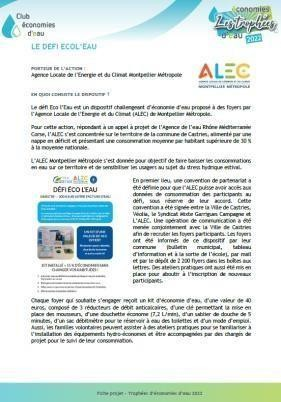 Club
économies
d'eau
économies
Les trophées
d'eau
2022
LE DEFI ECOL'EAU
PORTEUR DE L'ACTION :
Agence Locale de l'Energie et du Climat Montpellier Métropole
ALEC
MONTPELLIER MÉTROPOLE
EN QUOI CONSISTE LE DISPOSITIF ?
Le défi Eco l'Eau est un dispositif challengeant d'économie d'eau proposé à des foyers par
l'Agence Locale de l'Energie et du Climat (ALEC) de Montpellier Métropole.
Pour cette action, répondant à un appel à projet de l'Agence de l'eau Rhône Méditerranée
Corse, l'ALEC s'est concentrée sur le territoire de la commune de Castries, alimentée par une
nappe en déficit et présentant une consommation moyenne par habitant supérieure de 30 %
à la moyenne nationale.
L'ALEC Montpellier Métropole s'est donnée pour objectif de faire baisser les consommations
en eau sur ce territoire et de sensibiliser les usagers au sujet du stress hydrique estival.
ALEC
DÉFI ÉCO L'EAU
CHANGER VOS HABITUDES !
En premier lieu, une convention de partenariat a
été définie pour que l'ALEC puisse avoir accès aux
données de consommation des participants au
défi, sous réserve de leur accord. Cette
convention a été signée entre la Ville de Castries,
Véolia, le Syndicat Mixte Garrigues Campagne et
L'ALEC. Une opération de communication a été
menée conjointement avec la Ville de Castries
afin de recruter les foyers participants. Les foyers
ont été informés de ce dispositif par leur
commune (bulletin municipal, tableau
d'information et à la sortie de l'école), par mail
et par le dépôt de 2 200 flyers dans les boîtes aux
lettres. Des ateliers pratiques ont aussi été mis en
place pour aboutir à l'inscription de nouveaux
participants.
Chaque foyer qui souhaite s'engager reçoit un kit d'économie d'eau, d'une valeur de 40
euros, composé de 3 réducteurs de débit anticalcaires, d'une clé permettant la mise en
place des mousseurs, d'une douchette économe (7,2 L/min), d'un sablier de douche de 5
minutes, d'un sac débitmètre pour le réservoir à eau des toilettes et d'un mode d'emploi.
Aussi, les familles volontaires peuvent assister à des ateliers pratiques pour se familiariser à
l'installation des équipements hydro-économes et être accompagnées par des chargés de
projet pour le suivi de leur consommation.
Fiche projet - Trophées d'économies d'eau 2022